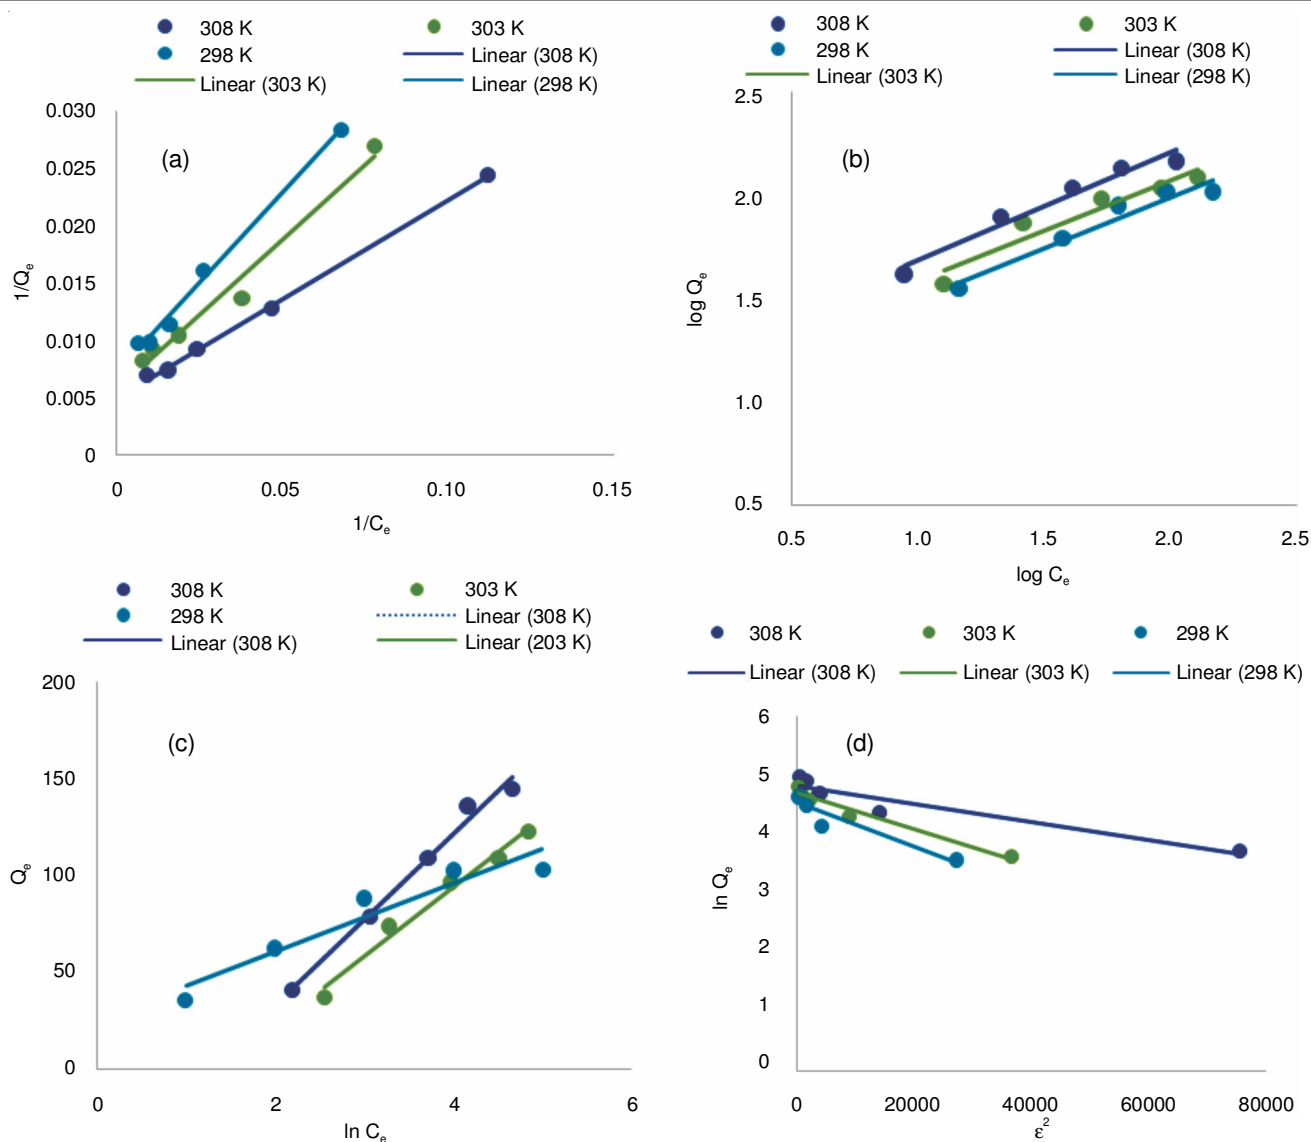 308 K 303 K
298 K Linear (308 K)
Linear (303 K) Linear (298 K)
0.030
0.025
0.020
0.015
0.010
0.005
0
1/Qe
(a)
0 0.05 0.10 0.15
1/Ce
308 K 303 K
298 K Linear (308 K)
Linear (303 K) Linear (298 K)
2.5
2.0
1.5
1.0
0.5
log Qe
(b)
0.5 1.0 1.5 2.0 2.5
log Ce
308 K 303 K
298 K Linear (308 K)
Linear (308 K) Linear (203 K)
200
150
100
50
0
Qe
(c)
0 2 4 6
ln Ce
308 K 303 K 298 K
Linear (308 K) Linear (303 K) Linear (298 K)
6
5
4
3
2
1
0
ln Qe
(d)
0 20000 40000 60000 80000
ε2